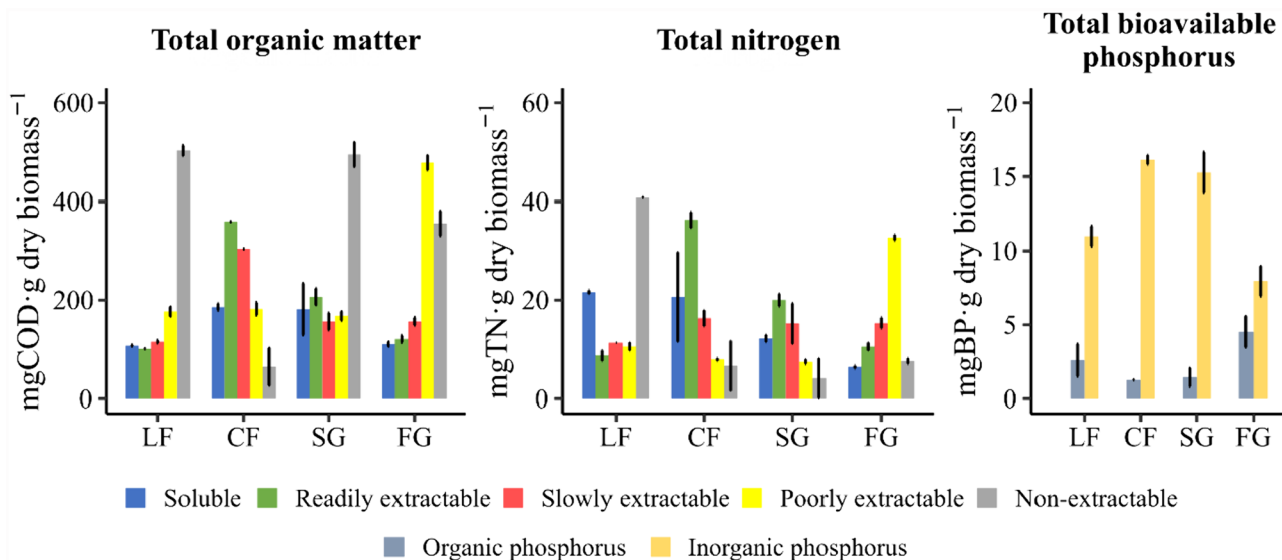 Total organic matter
mgCOD·g dry biomass⁻¹
600
400
200
0
LF CF SG FG
Total nitrogen
mgTN·g dry biomass⁻¹
60
40
20
0
LF CF SG FG
Total bioavailable
phosphorus
mgBP·g dry biomass⁻¹
20
15
10
5
0
LF CF SG FG
Soluble Readily extractable Slowly extractable Poorly extractable Non-extractable
Organic phosphorus Inorganic phosphorus